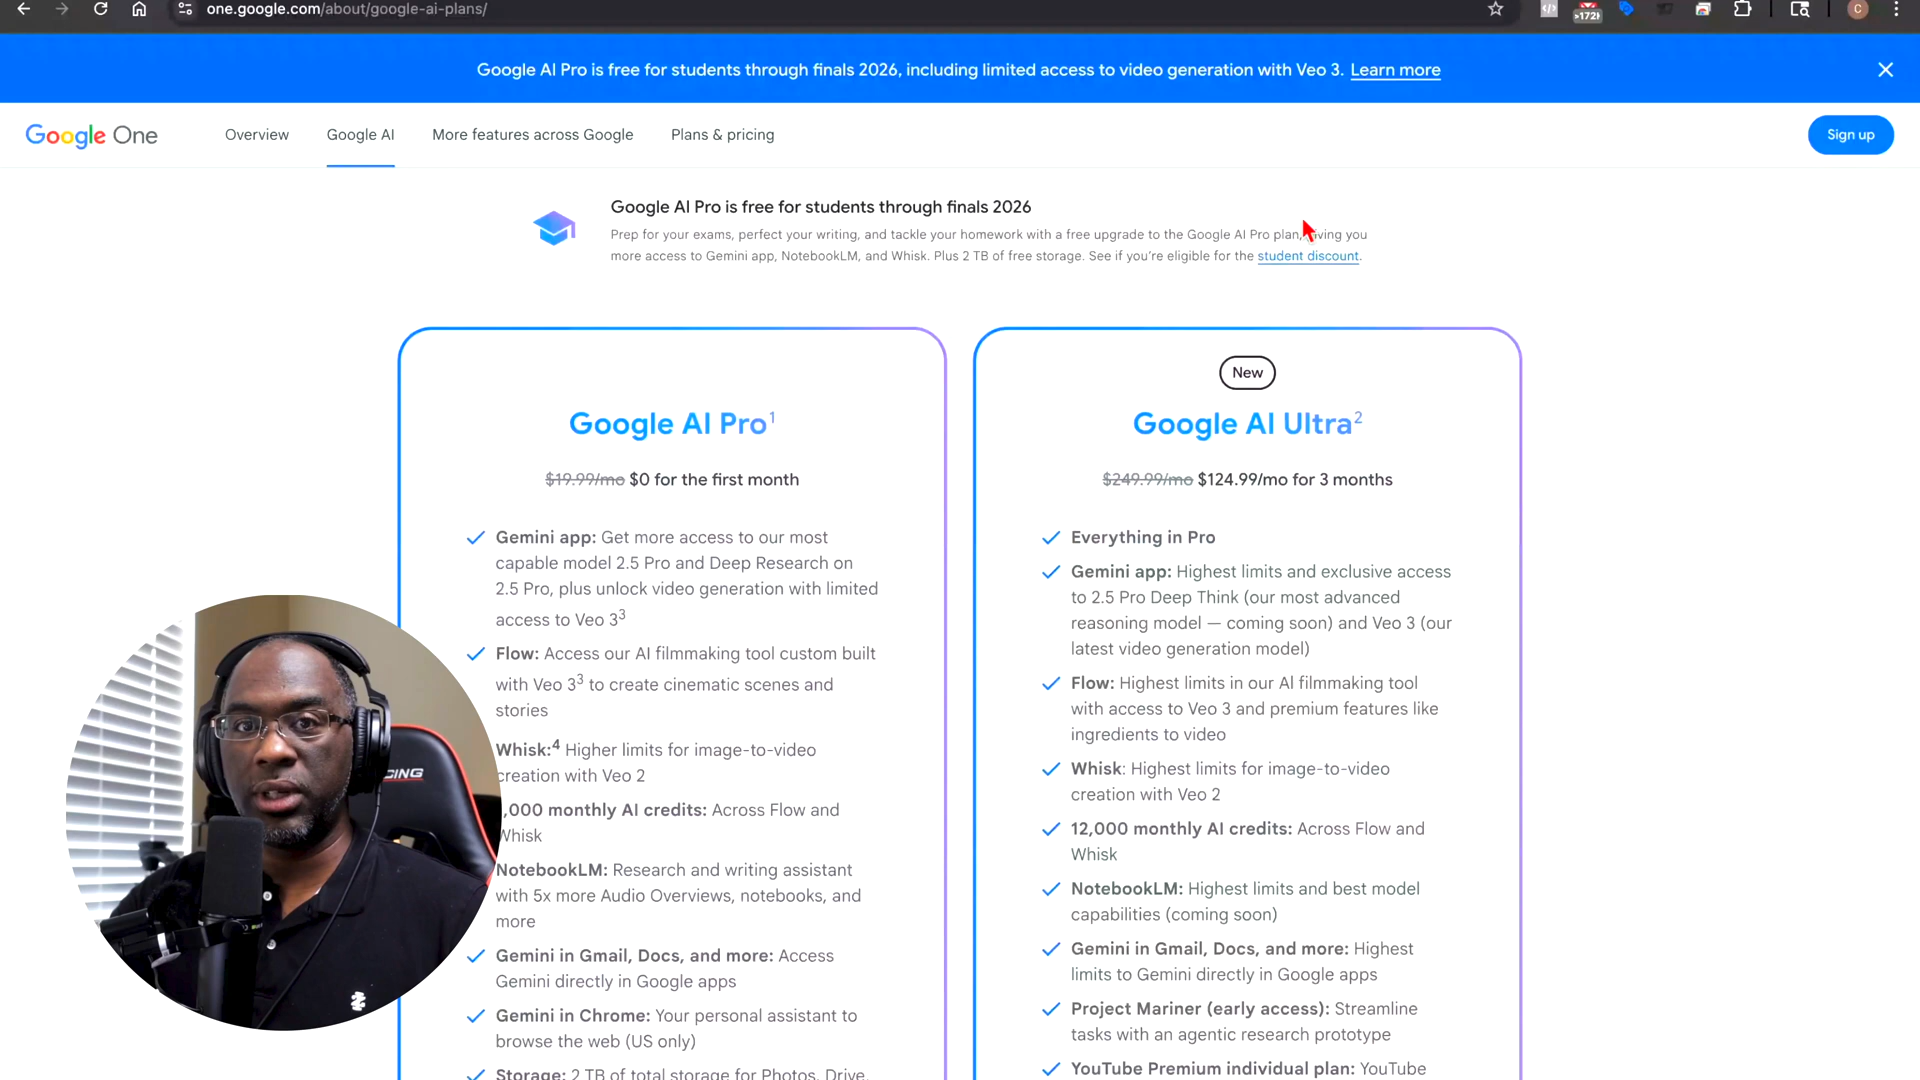 one.google.com/about/google-ai-plans/
>172K
C
Google AI Pro is free for students through finals 2026, including limited access to video generation with Veo 3. Learn more
Google One
Overview
Google AI
More features across Google
Plans & pricing
Sign up
Google AI Pro is free for students through finals 2026
Prep for your exams, perfect your writing, and tackle your homework with a free upgrade to the Google AI Pro plan, giving you
more access to Gemini app, NotebookLM, and Whisk. Plus 2 TB of free storage. See if you're eligible for the student discount.
Google AI Pro¹
$19.99/mo $0 for the first month
Gemini app: Get more access to our most
capable model 2.5 Pro and Deep Research on
2.5 Pro, plus unlock video generation with limited
access to Veo 3³
Flow: Access our AI filmmaking tool custom built
with Veo 3³ to create cinematic scenes and
stories
Whisk:⁴ Higher limits for image-to-video
creation with Veo 2
,000 monthly AI credits: Across Flow and
Whisk
NotebookLM: Research and writing assistant
with 5x more Audio Overviews, notebooks, and
more
Gemini in Gmail, Docs, and more: Access
Gemini directly in Google apps
Gemini in Chrome: Your personal assistant to
browse the web (US only)
Storage: 2 TB of total storage for Photos, Drive,
New
Google AI Ultra²
$249.99/mo $124.99/mo for 3 months
Everything in Pro
Gemini app: Highest limits and exclusive access
to 2.5 Pro Deep Think (our most advanced
reasoning model — coming soon) and Veo 3 (our
latest video generation model)
Flow: Highest limits in our AI filmmaking tool
with access to Veo 3 and premium features like
ingredients to video
Whisk: Highest limits for image-to-video
creation with Veo 2
12,000 monthly AI credits: Across Flow and
Whisk
NotebookLM: Highest limits and best model
capabilities (coming soon)
Gemini in Gmail, Docs, and more: Highest
limits to Gemini directly in Google apps
Project Mariner (early access): Streamline
tasks with an agentic research prototype
YouTube Premium individual plan: YouTube